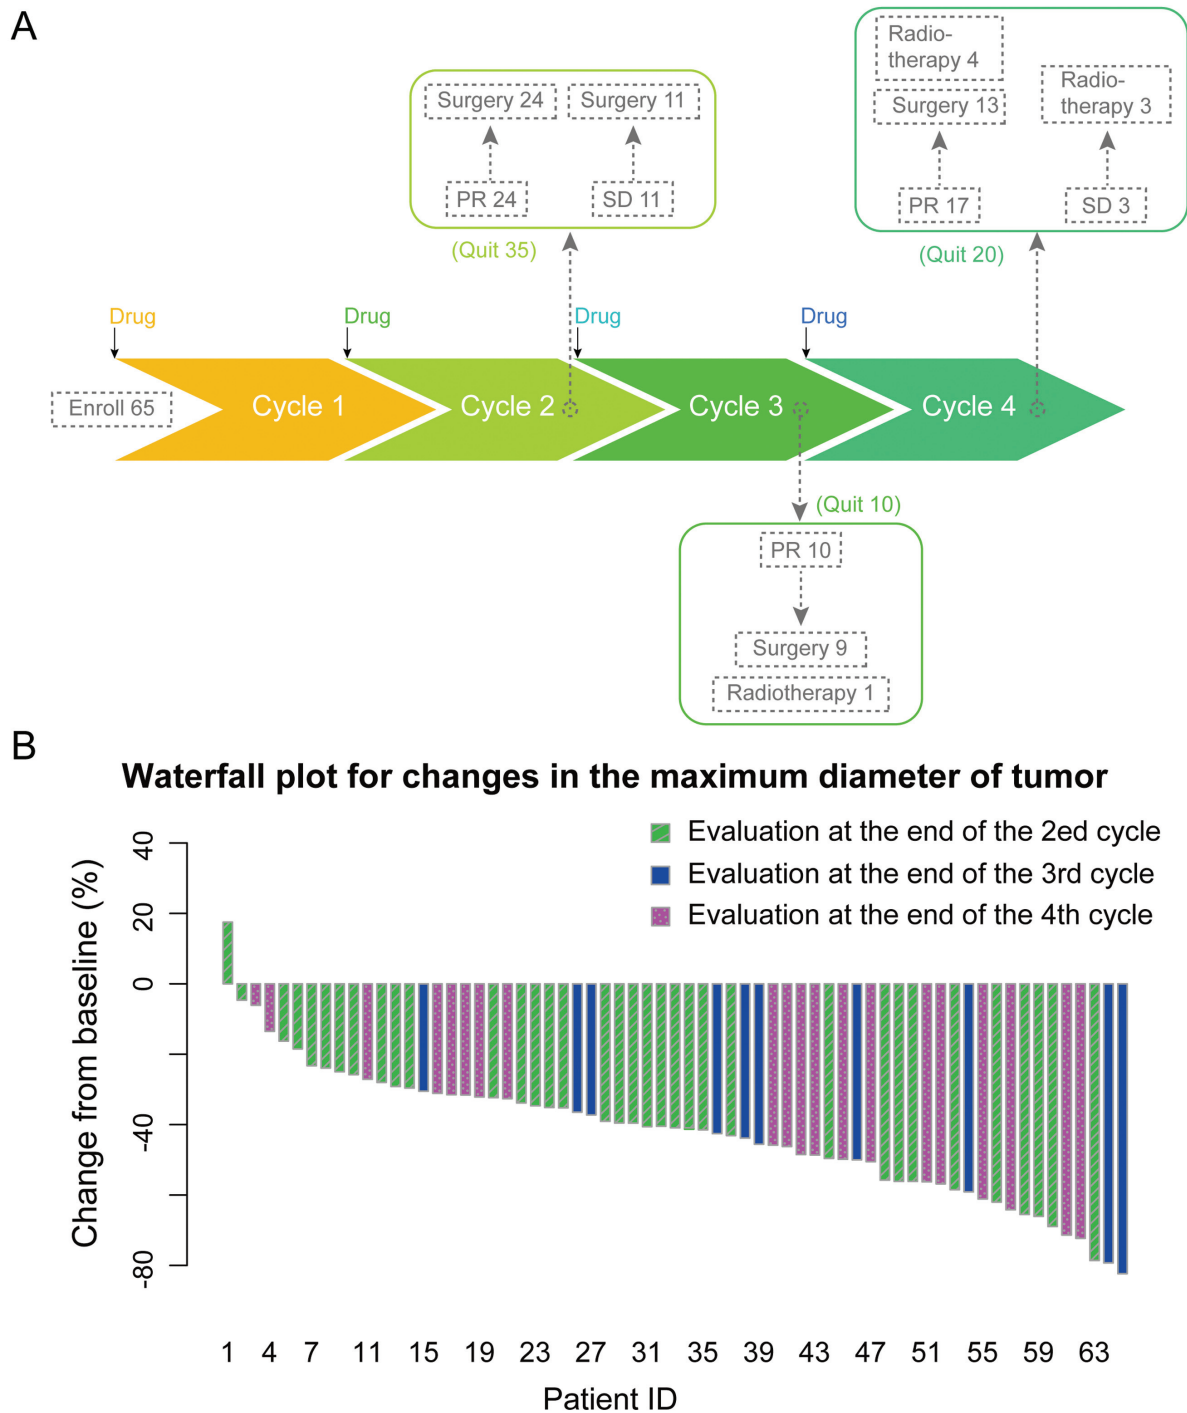 A
Radio-
therapy 4
Surgery 13
Radio-
therapy 3
Surgery 24
Surgery 11
PR 24
SD 11
PR 17
SD 3
(Quit 35)
(Quit 20)
Drug
Drug
Drug
Drug
Enroll 65
Cycle 1
Cycle 2
Cycle 3
Cycle 4
(Quit 10)
PR 10
Surgery 9
Radiotherapy 1
B
Waterfall plot for changes in the maximum diameter of tumor
Evaluation at the end of the 2ed cycle
Evaluation at the end of the 3rd cycle
Evaluation at the end of the 4th cycle
Change from baseline (%)
40
20
0
-40
-80
1 4 7 11 15 19 23 27 31 35 39 43 47 51 55 59 63
Patient ID